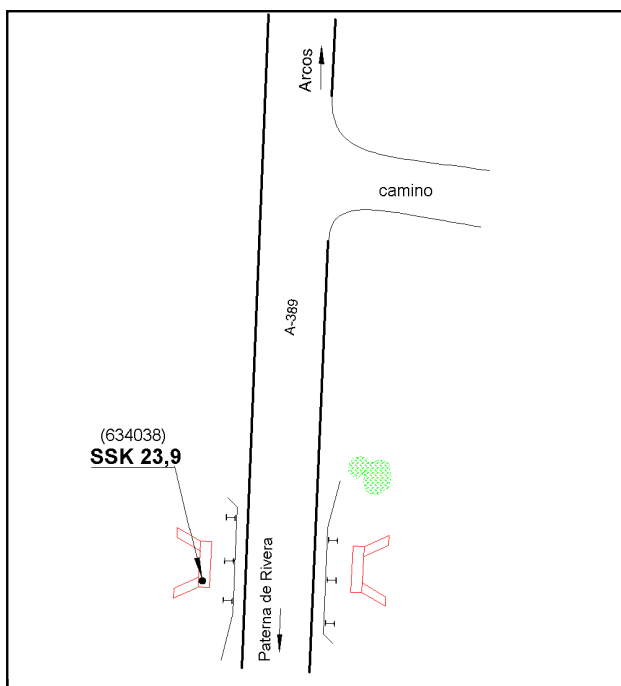 Arcos
camino
A-389
(634038)
SSK 23,9
Paterna de Rivera